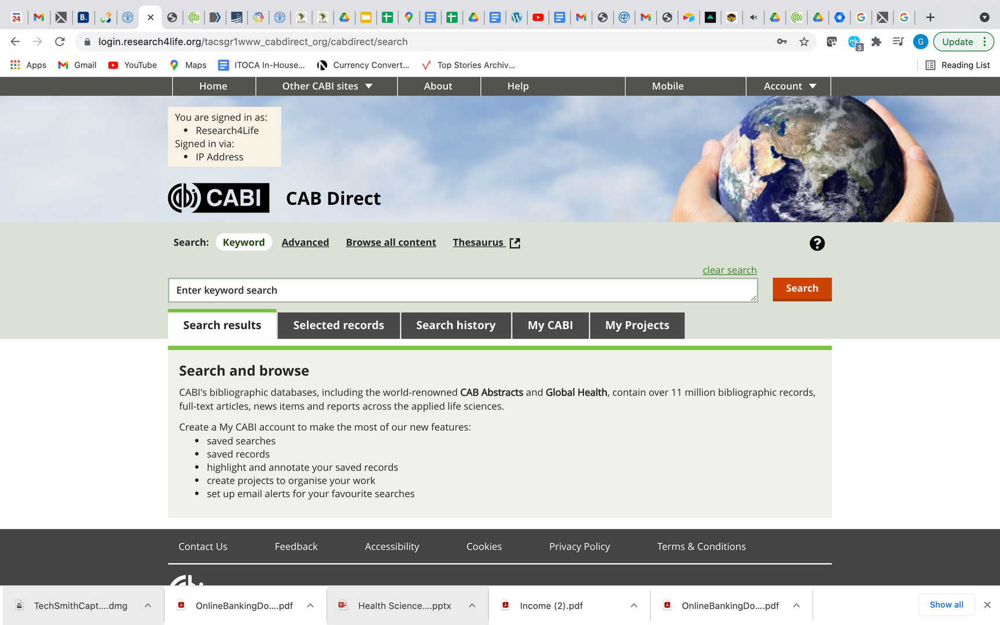 news
24
B.
AJOL
AJOL
login.research4life.org/tacsgr1www_cabdirect_org/cabdirect/search
mk
3
G
Update
Apps
Gmail
YouTube
Maps
ITOCA In-House...
Currency Convert...
Top Stories Archiv...
Reading List
Home
Other CABI sites
About
Help
Mobile
Account
You are signed in as:
• Research4Life
Signed in via:
• IP Address
cabi CABI
CAB Direct
Search:
Keyword
Advanced
Browse all content
Thesaurus
?
clear search
Enter keyword search
Search
Search results
Selected records
Search history
My CABI
My Projects
Search and browse
CABI's bibliographic databases, including the world-renowned CAB Abstracts and Global Health, contain over 11 million bibliographic records,
full-text articles, news items and reports across the applied life sciences.
Create a My CABI account to make the most of our new features:
• saved searches
• saved records
• highlight and annotate your saved records
• create projects to organise your work
• set up email alerts for your favourite searches
Contact Us
Feedback
Accessibility
Cookies
Privacy Policy
Terms & Conditions
TechSmithCapt....dmg
OnlineBankingDo....pdf
Health Science....pptx
Income (2).pdf
OnlineBankingDo....pdf
Show all